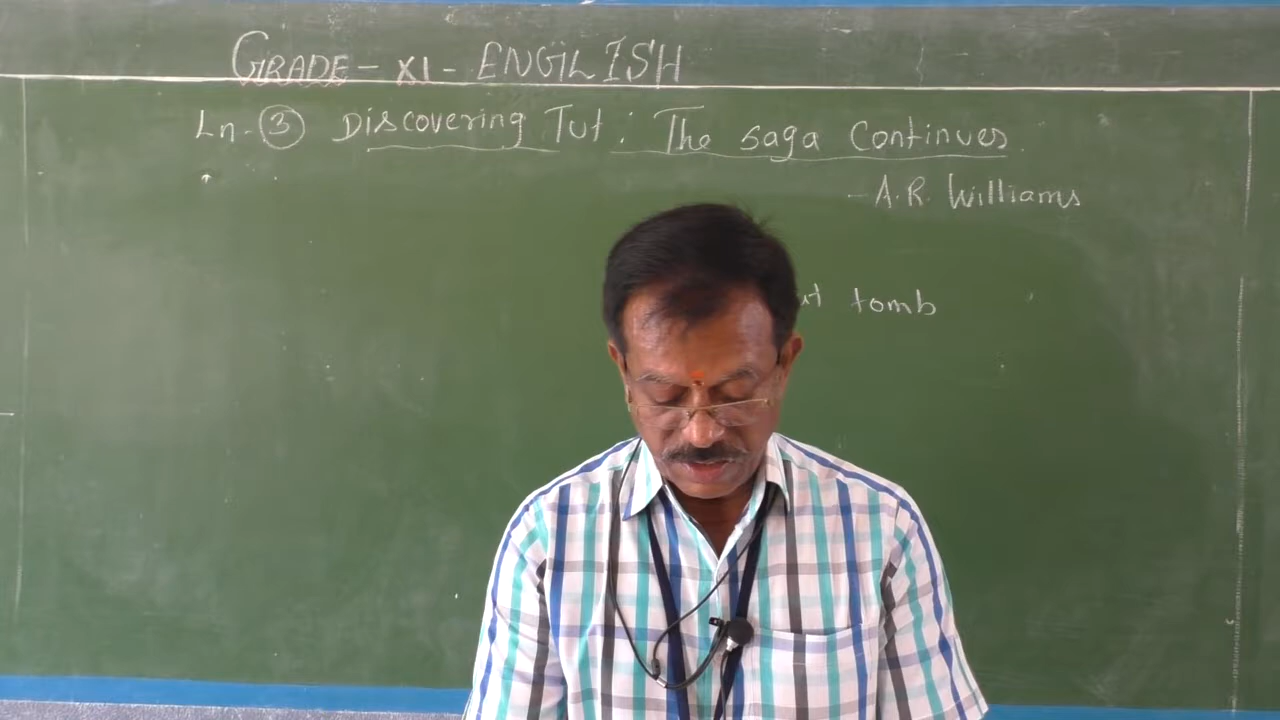 GRADE - XI - ENGLISH
Ln. ③ Discovering Tut : The saga Continues.
- A.R. Williams
tomb